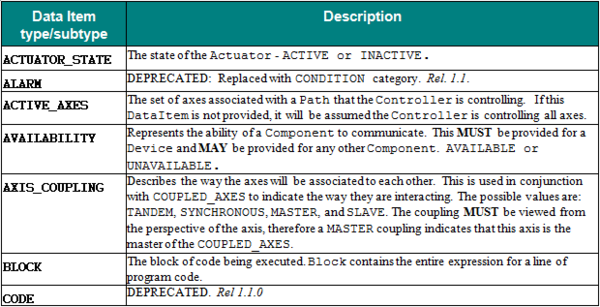 Data Item
type/subtype
Description
ACTUATOR_STATE
The state of the Actuator - ACTIVE or INACTIVE.
ALARM
DEPRECATED: Replaced with CONDITION category. Rel. 1.1.
ACTIVE_AXES
The set of axes associated with a Path that the Controller is controlling. If this
DataItem is not provided, it will be assumed the Controller is controlling all axes.
AVAILABILITY
Represents the ability of a Component to communicate. This MUST be provided for a
Device and MAY be provided for any other Component. AVAILABLE or
UNAVAILABLE.
AXIS_COUPLING
Describes the way the axes will be associated to each other. This is used in conjunction
with COUPLED_AXES to indicate the way they are interacting. The possible values are:
TANDEM, SYNCHRONOUS, MASTER, and SLAVE. The coupling MUST be viewed from
the perspective of the axis, therefore a MASTER coupling indicates that this axis is the
master of the COUPLED_AXES.
BLOCK
The block of code being executed. Block contains the entire expression for a line of
program code.
CODE
DEPRECATED. Rel 1.1.0